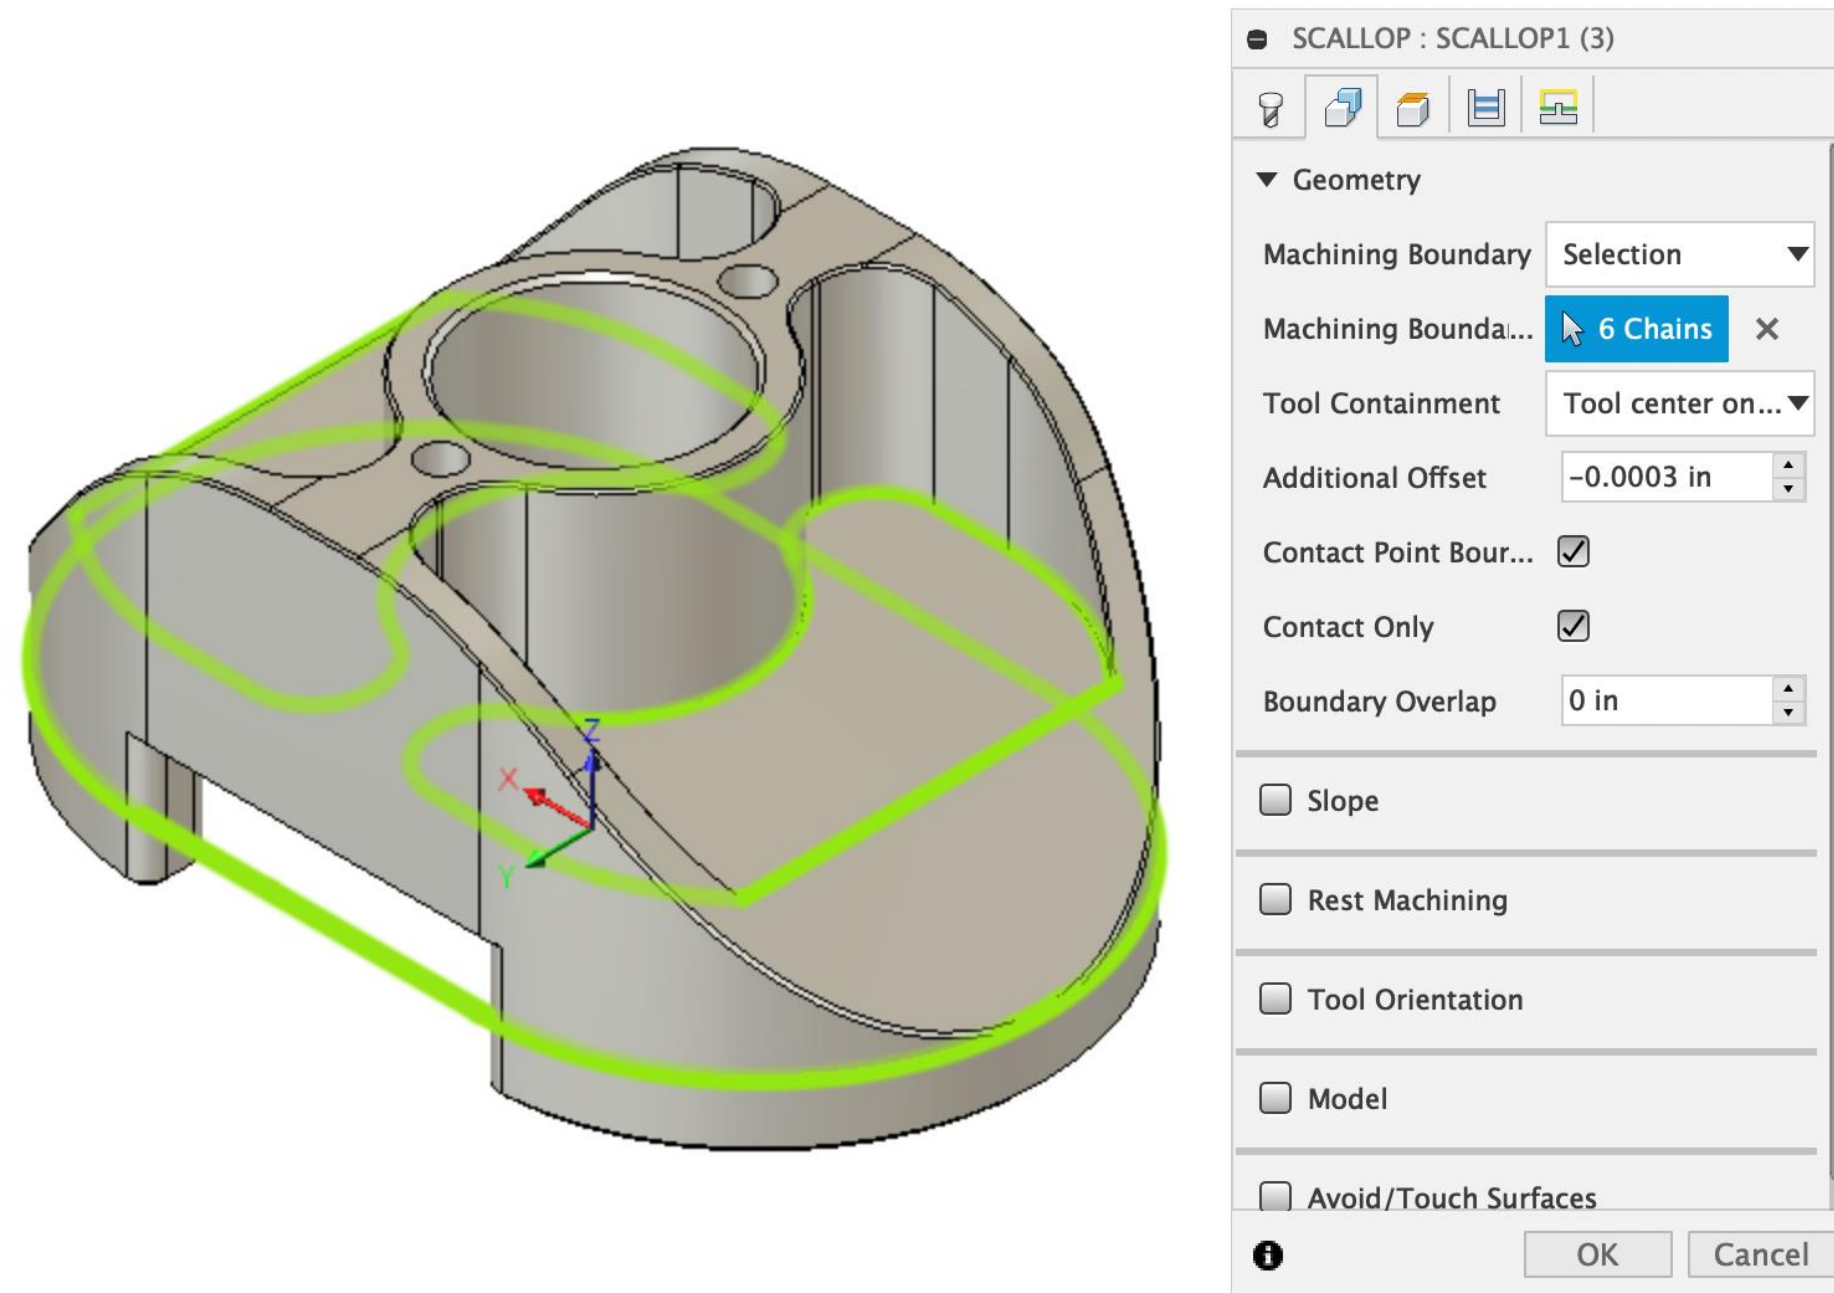 SCALLOP : SCALLOP1 (3)
Geometry
Machining Boundary Selection
Machining Bounda... 6 Chains
Tool Containment Tool center on...
Additional Offset -0.0003 in
Contact Point Bour...
Contact Only
Boundary Overlap 0 in
Slope
Rest Machining
Tool Orientation
Model
Avoid/Touch Surfaces
OK Cancel
Z
X
Y